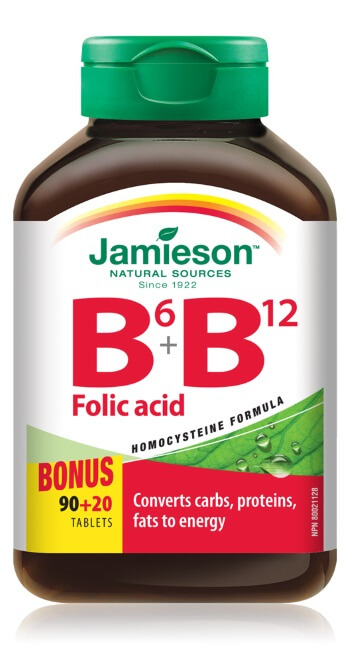 Jamieson™
NATURAL SOURCES
Since 1922
B6+B12
Folic acid
HOMOCYSTEINE FORMULA
BONUS
90+20
TABLETS
Converts carbs, proteins,
fats to energy
NPN 80021128